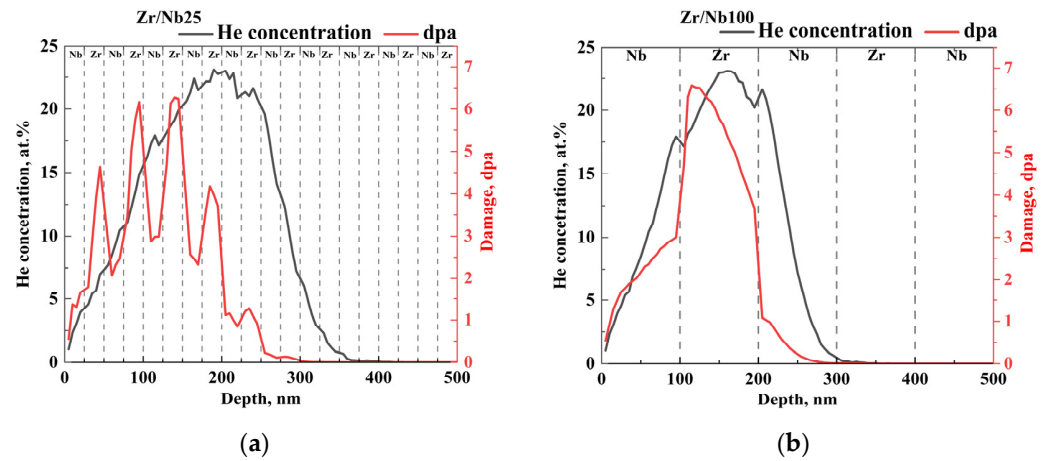 Zr/Nb25
He concentration dpa
Nb Zr Nb Zr Nb Zr Nb Zr Nb Zr Nb Zr Nb Zr Nb Zr Nb Zr Nb Zr
25
20
15
10
5
0
He concetration, at.%
7
6
5
4
3
2
1
0
Damage, dpa
0 100 200 300 400 500
Depth, nm
(a)
Zr/Nb100
He concentration dpa
Nb Zr Nb Zr Nb
25
20
15
10
5
0
He concetration, at.%
7
6
5
4
3
2
1
0
Damage, dpa
0 100 200 300 400 500
Depth, nm
(b)